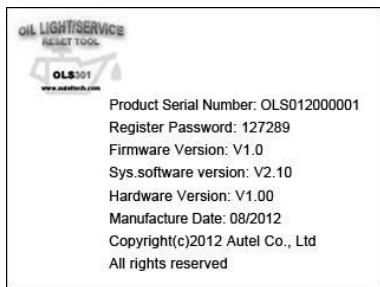 OIL LIGHT/SERVICE
RESET TOOL
OLS301
www.auteltech.com
Product Serial Number: OLS012000001
Register Password: 127289
Firmware Version: V1.0
Sys.software version: V2.10
Hardware Version: V1.00
Manufacture Date: 08/2012
Copyright(c)2012 Autel Co., Ltd
All rights reserved